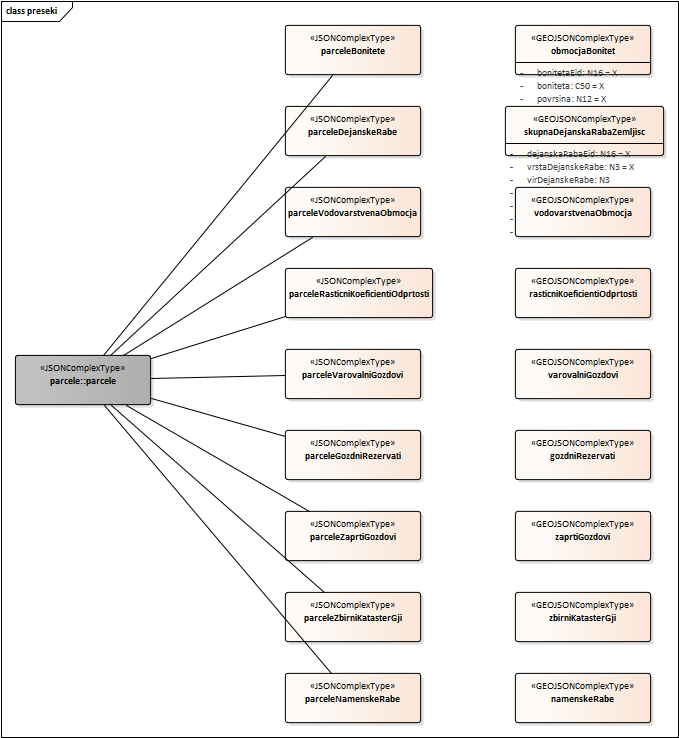 class preseki
«JSONComplexType»
parceleBonitete
«GEOJSONComplexType»
obmocjaBonitet
- bonitetaEid: N16 = X
- boniteta: C50 = X
- povrsina: N12 = X
«JSONComplexType»
parceleDejanskeRabe
«GEOJSONComplexType»
skupnaDejanskaRabaZemljisc
- dejanskaRabaEid: N16 = X
- vrstaDejanskeRabe: N3 = X
- virDejanskeRabe: N3
-
-
-
-
«JSONComplexType»
parceleVodovarstvenaObmocja
«GEOJSONComplexType»
vodovarstvenaObmocja
«JSONComplexType»
parceleRasticniKoeficientiOdprtosti
«GEOJSONComplexType»
rasticniKoeficientiOdprtosti
«JSONComplexType»
parcele::parcele
«JSONComplexType»
parceleVarovalniGozdovi
«GEOJSONComplexType»
varovalniGozdovi
«JSONComplexType»
parceleGozdniRezervati
«GEOJSONComplexType»
gozdniRezervati
«JSONComplexType»
parceleZaprtiGozdovi
«GEOJSONComplexType»
zaprtiGozdovi
«JSONComplexType»
parceleZbirniKatasterGji
«GEOJSONComplexType»
zbirniKatasterGji
«JSONComplexType»
parceleNamenskeRabe
«GEOJSONComplexType»
namenskeRabe